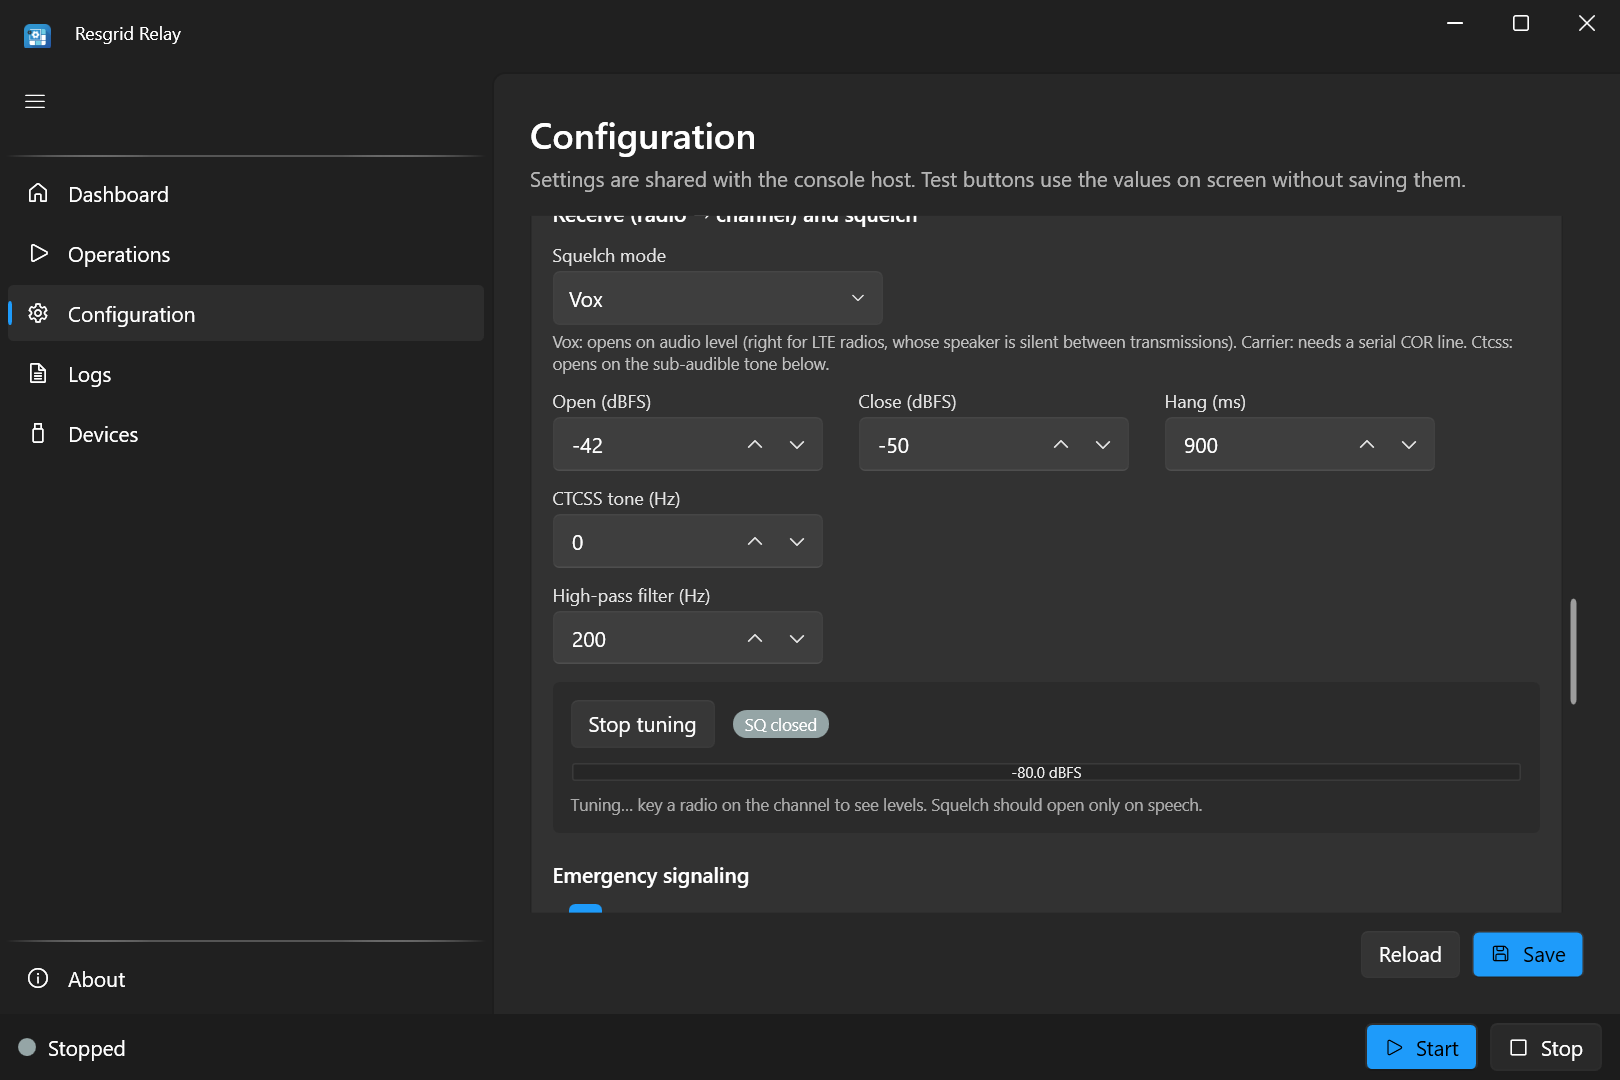 Resgrid Relay
Dashboard
Operations
Configuration
Logs
Devices
About
Configuration
Settings are shared with the console host. Test buttons use the values on screen without saving them.
Receive (radio → channel) and squelch
Squelch mode
Vox
Vox: opens on audio level (right for LTE radios, whose speaker is silent between transmissions). Carrier: needs a serial COR line. Ctcss:
opens on the sub-audible tone below.
Open (dBFS) Close (dBFS) Hang (ms)
-42 -50 900
CTCSS tone (Hz)
0
High-pass filter (Hz)
200
Stop tuning SQ closed
-80.0 dBFS
Tuning... key a radio on the channel to see levels. Squelch should open only on speech.
Emergency signaling
Reload Save
Stopped Start Stop